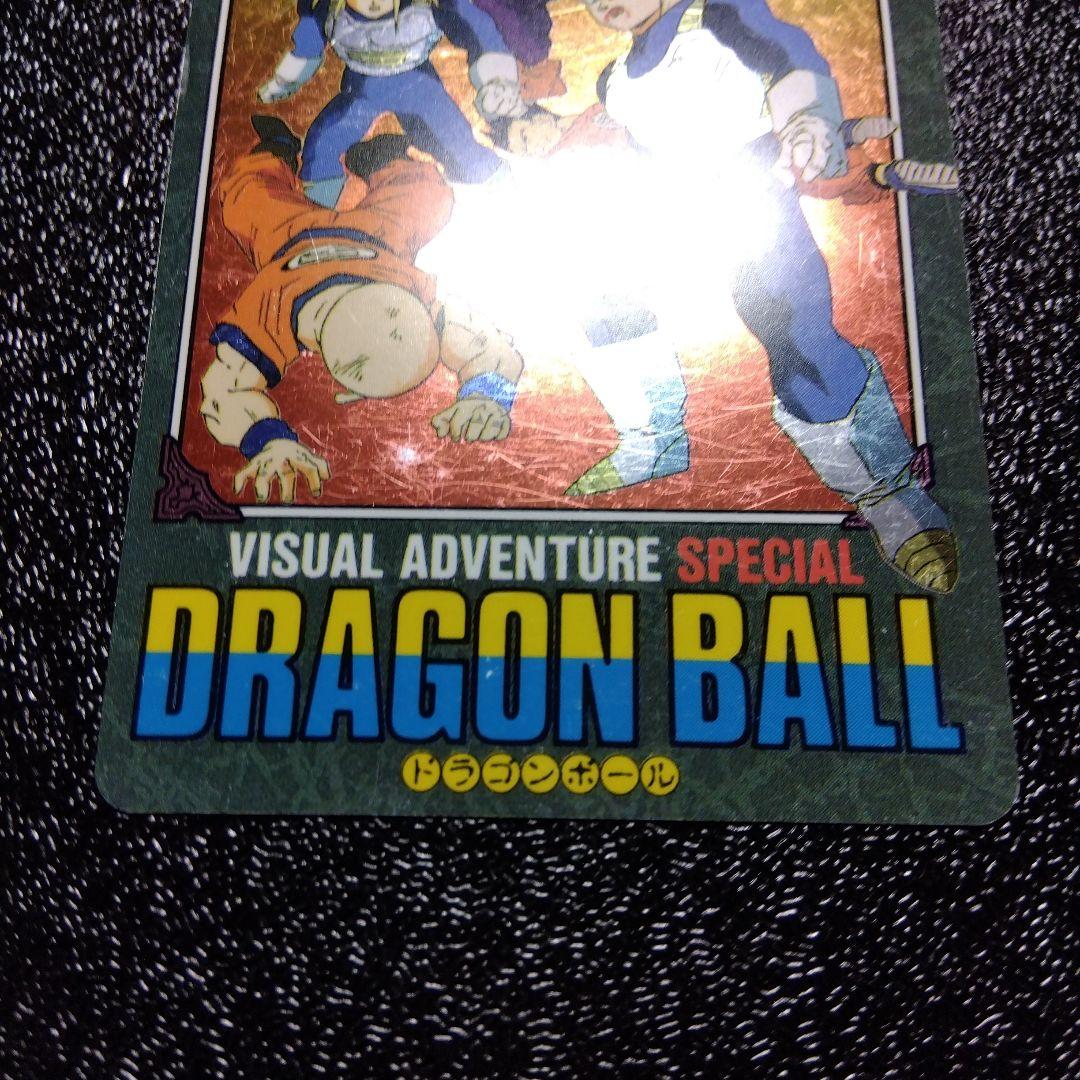 VISUAL ADVENTURE SPECIAL
DRAGON BALL
ドラゴンボール